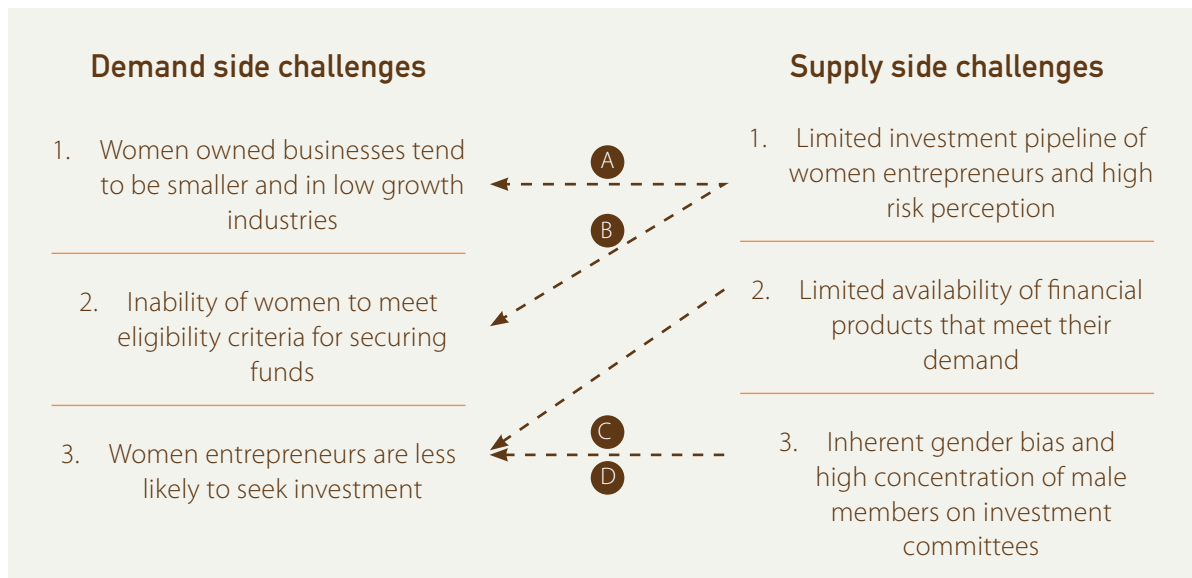 Demand side challenges
1. Women owned businesses tend
to be smaller and in low growth
industries
2. Inability of women to meet
eligibility criteria for securing
funds
3. Women entrepreneurs are less
likely to seek investment
A
B
C
D
Supply side challenges
1. Limited investment pipeline of
women entrepreneurs and high
risk perception
2. Limited availability of financial
products that meet their
demand
3. Inherent gender bias and
high concentration of male
members on investment
committees